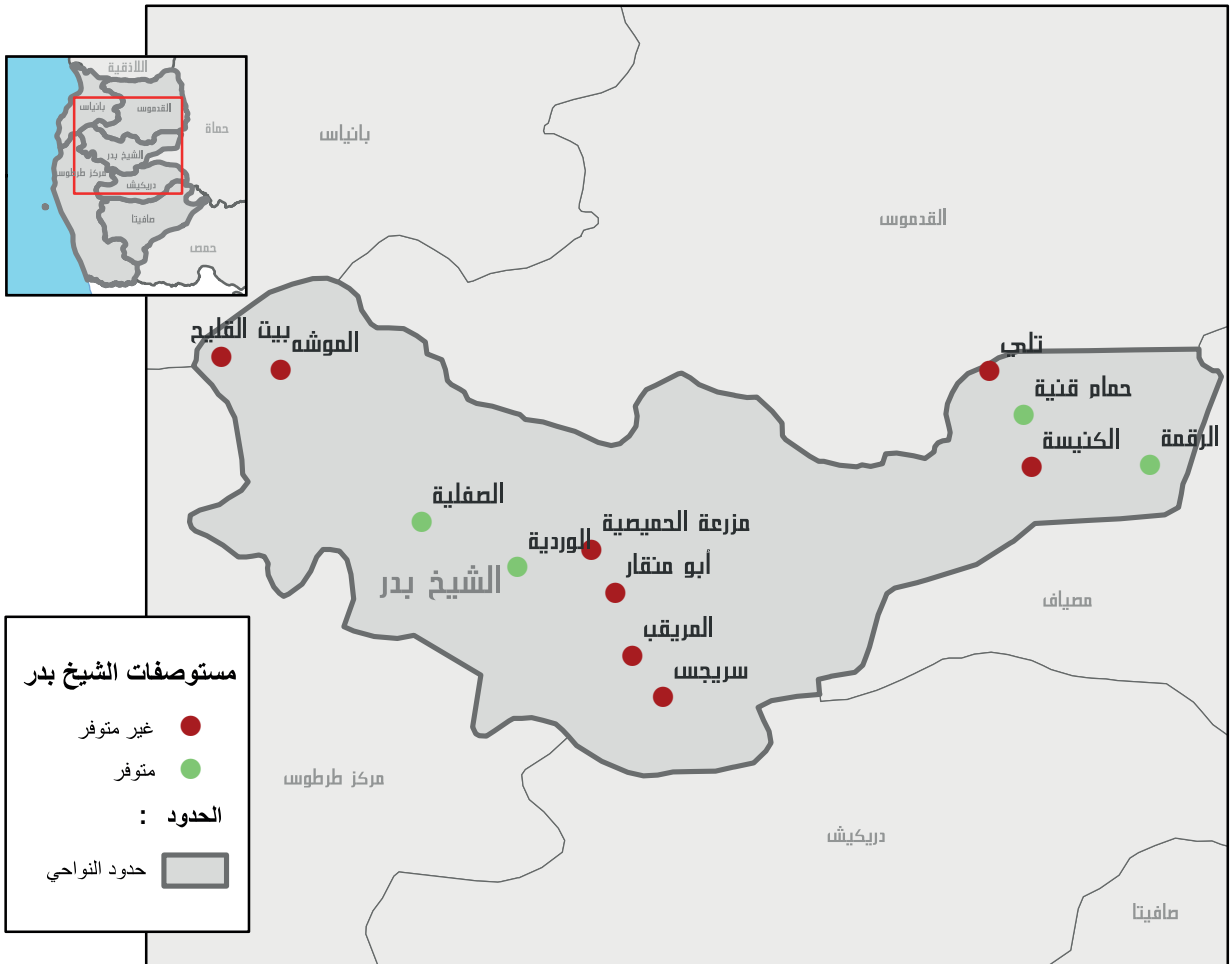 اللاذقية
بانياس
القدموس
حماة
الشيخ بدر
مركز طرطوس
دريكيش
صافيتا
حمص
بانياس
القدموس
بيت القليح
الموشه
تلي
حمام قنية
الكنيسة
الرقمة
الصفلية
مزرعة الحميصية
الوردية
أبو منقار
الشيخ بدر
المريقب
سريجس
مصياف
مركز طرطوس
دريكيش
صافيتا
مستوصفات الشيخ بدر
غير متوفر
متوفر
الحدود :
حدود النواحي